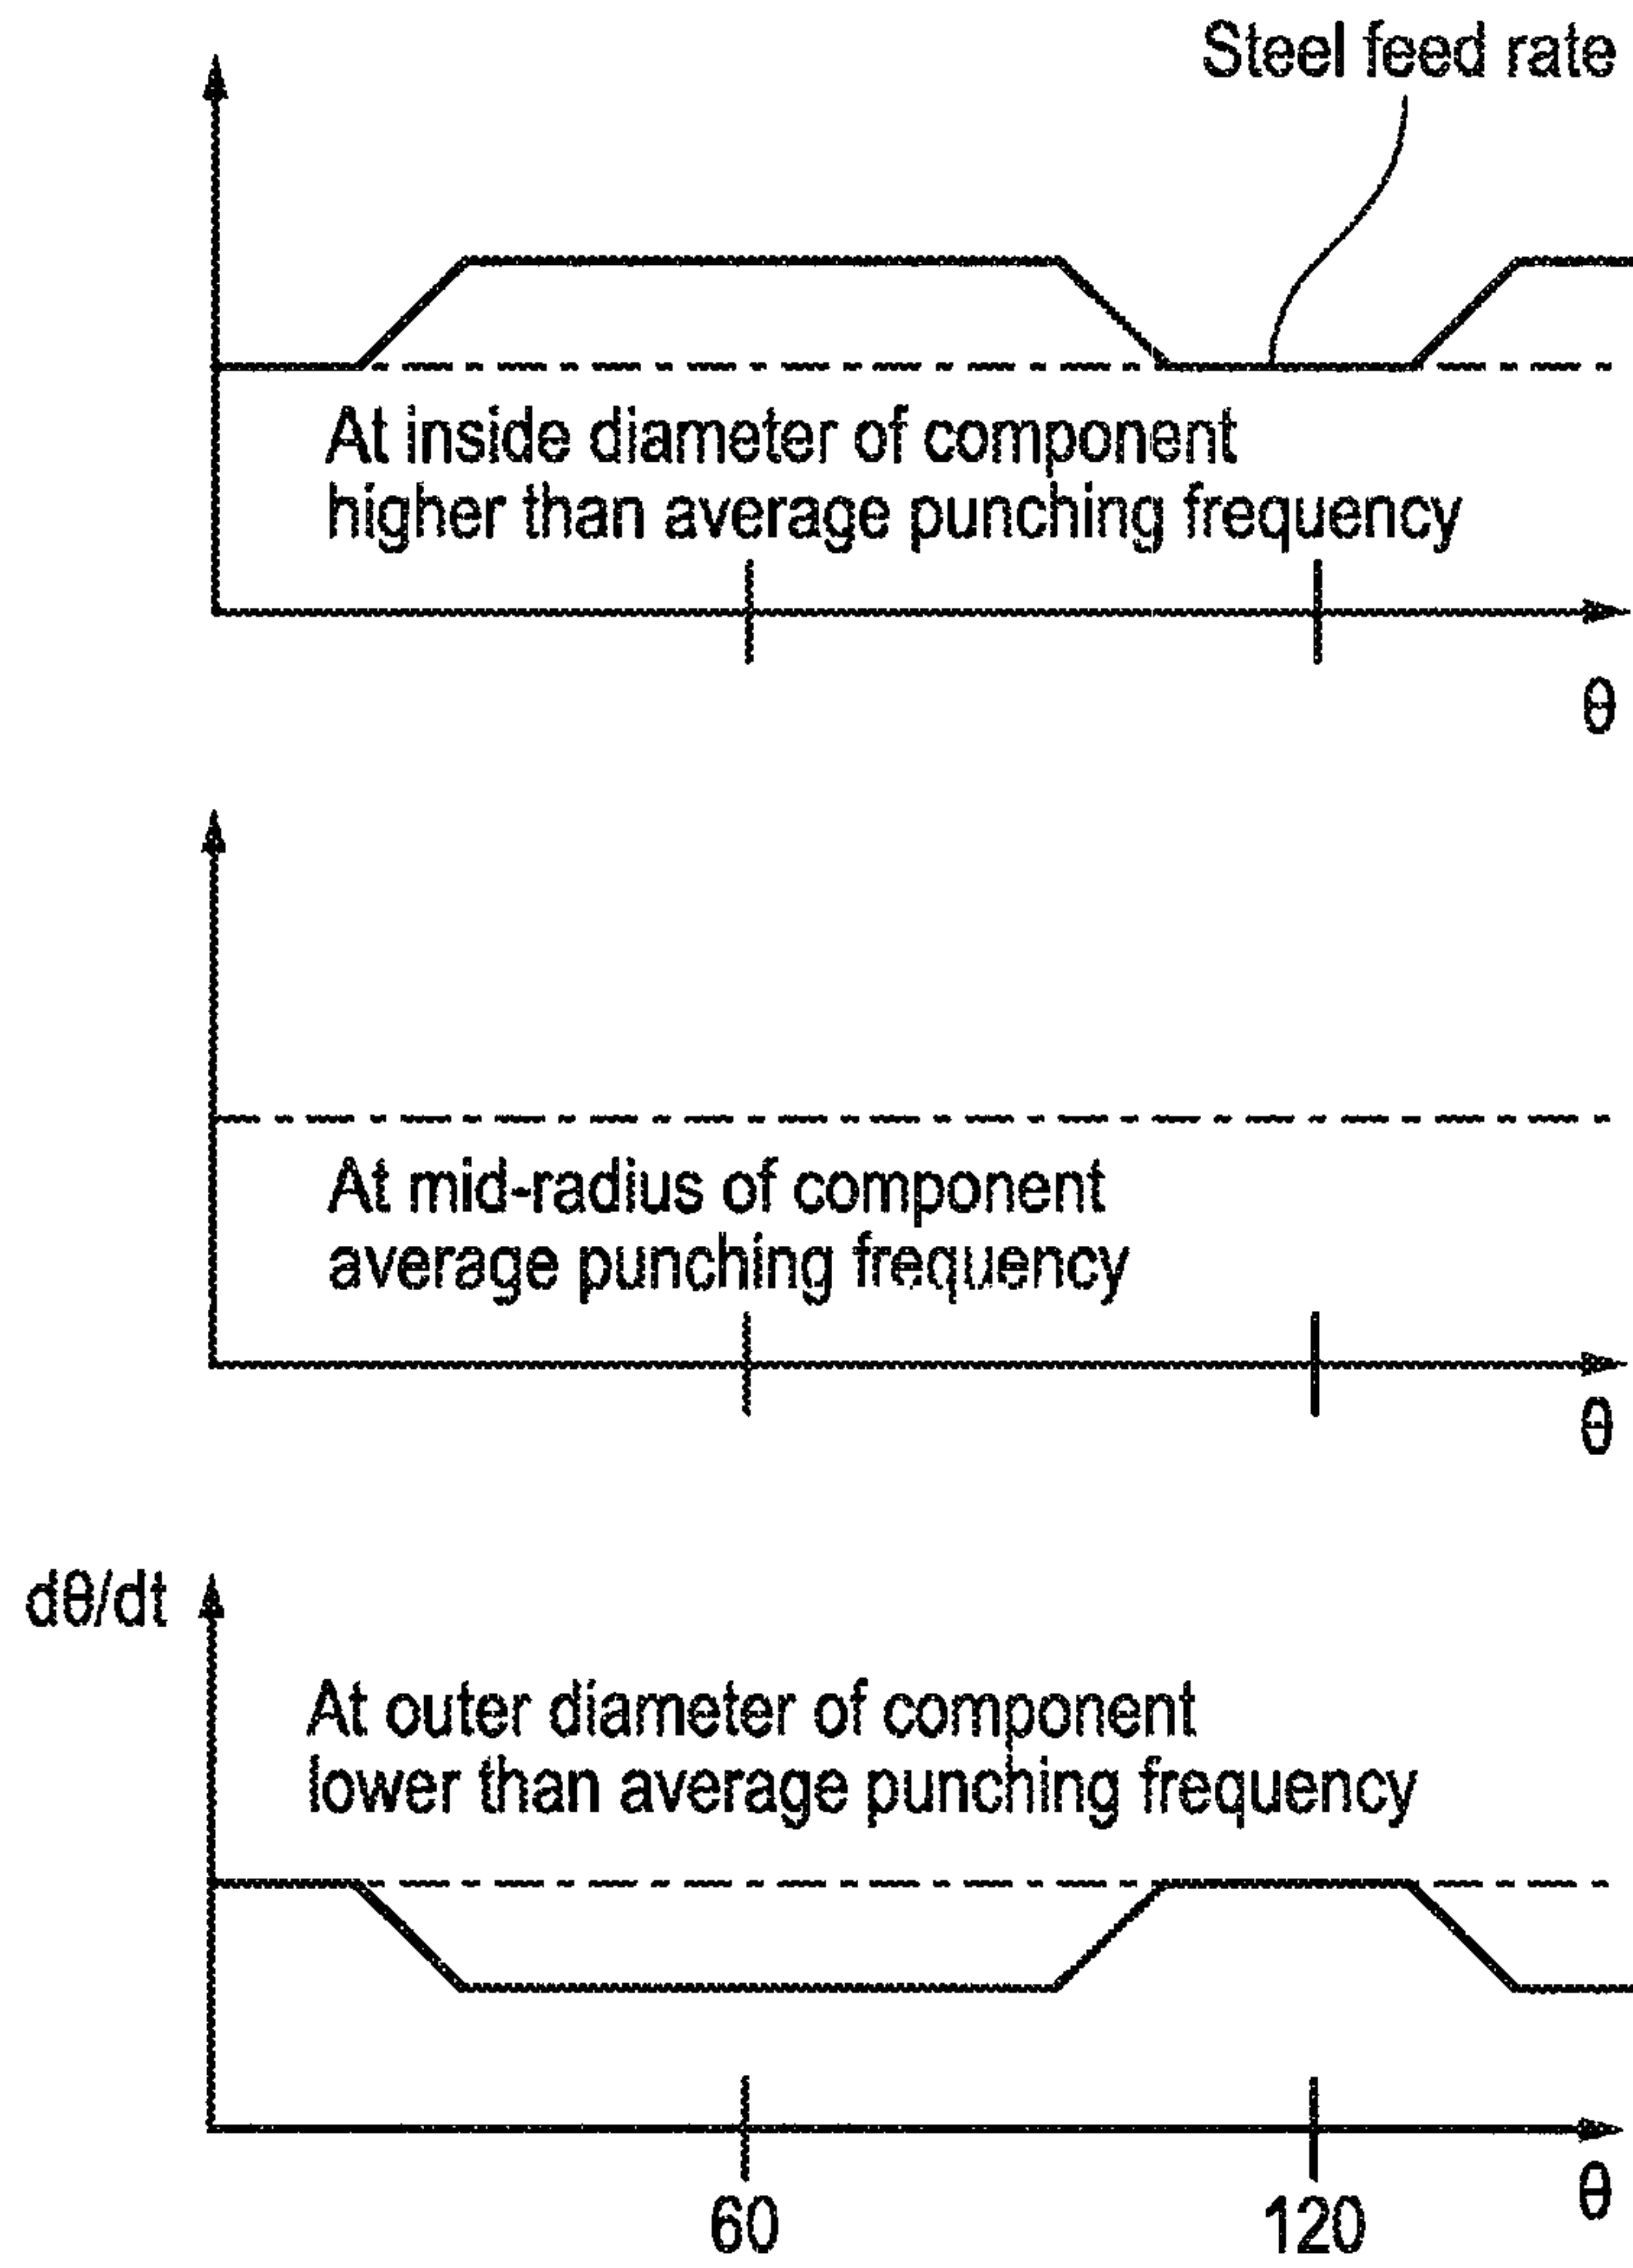 Steel feed rate
At inside diameter of component
higher than average punching frequency
θ
At mid-radius of component
average punching frequency
θ
dθ/dt
At outer diameter of component
lower than average punching frequency
60
120
θ